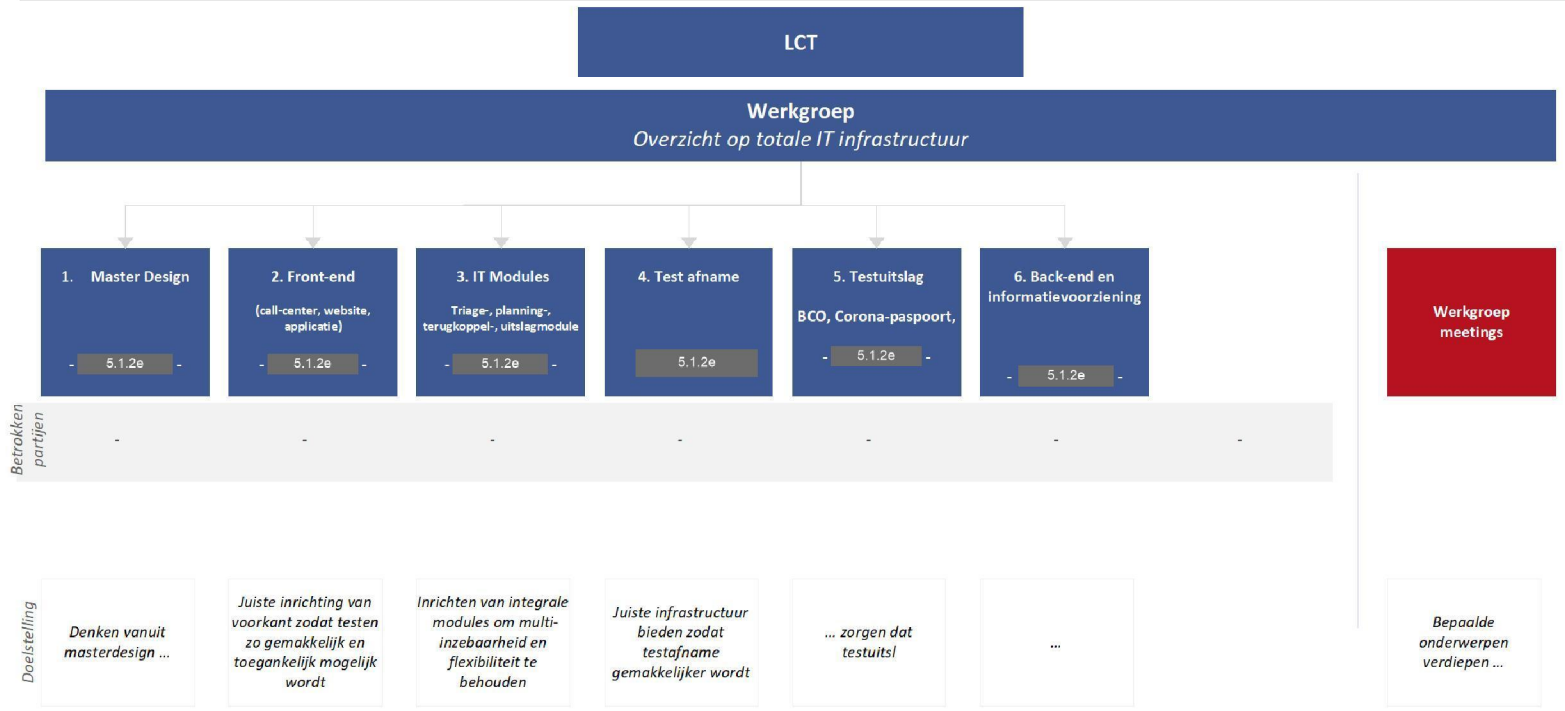 LCT
Werkgroep
Overzicht op totale IT infrastructuur
1. Master Design
- 5.1.2e -
2. Front-end
(call-center, website,
applicatie)
- 5.1.2e -
3. IT Modules
Triage-, planning-,
terugkoppel-, uitslagmodule
- 5.1.2e -
4. Test afname
5.1.2e
5. Testuitslag
BCO, Corona-paspoort,
- 5.1.2e -
6. Back-end en
informatievoorziening
- 5.1.2e -
Werkgroep
meetings
Betrokken
partijen
- - - - - - -
Doelstelling
Denken vanuit
masterdesign ...
Juiste inrichting van
voorkant zodat testen
zo gemakkelijk en
toegankelijk mogelijk
wordt
Inrichten van integrale
modules om multi-
inzebaarheid en
flexibiliteit te
behouden
Juiste infrastructuur
bieden zodat
testafname
gemakkelijker wordt
... zorgen dat
testuitsl
...
Bepaalde
onderwerpen
verdiepen ...